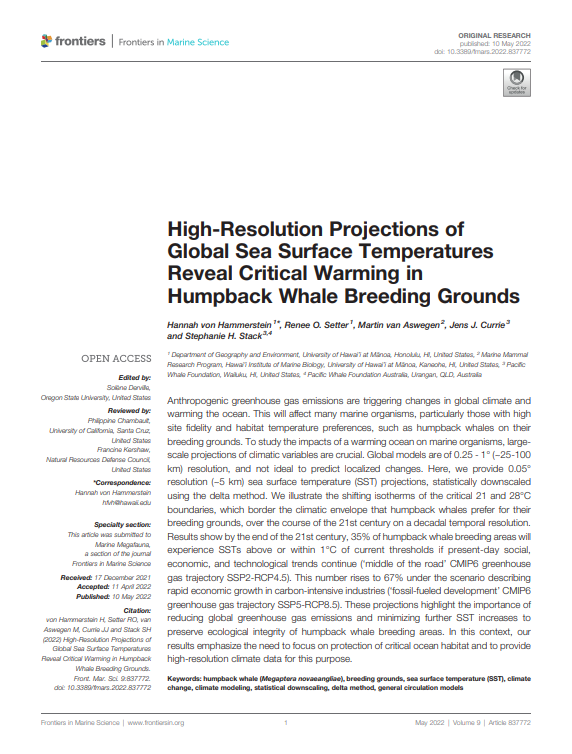 frontiers | Frontiers in Marine Science
ORIGINAL RESEARCH
published: 10 May 2022
doi: 10.3389/fmars.2022.837772
Check for
updates
High-Resolution Projections of
Global Sea Surface Temperatures
Reveal Critical Warming in
Humpback Whale Breeding Grounds
Hannah von Hammerstein 1*, Renee O. Setter 1, Martin van Aswegen 2, Jens J. Currie 3
and Stephanie H. Stack 3,4
1 Department of Geography and Environment, University of Hawai'i at Mānoa, Honolulu, HI, United States, 2 Marine Mammal
Research Program, Hawai'i Institute of Marine Biology, University of Hawai'i at Mānoa, Kaneohe, HI, United States, 3 Pacific
Whale Foundation, Wailuku, HI, United States, 4 Pacific Whale Foundation Australia, Urangan, QLD, Australia
OPEN ACCESS
Edited by:
Solène Derville,
Oregon State University, United States
Reviewed by:
Philippine Chambault,
University of California, Santa Cruz,
United States
Francine Kershaw,
Natural Resources Defense Council,
United States
*Correspondence:
Hannah von Hammerstein
hfvh@hawaii.edu
Specialty section:
This article was submitted to
Marine Megafauna,
a section of the journal
Frontiers in Marine Science
Received: 17 December 2021
Accepted: 11 April 2022
Published: 10 May 2022
Citation:
von Hammerstein H, Setter RO, van
Aswegen M, Currie JJ and Stack SH
(2022) High-Resolution Projections of
Global Sea Surface Temperatures
Reveal Critical Warming in Humpback
Whale Breeding Grounds.
Front. Mar. Sci. 9:837772.
doi: 10.3389/fmars.2022.837772
Anthropogenic greenhouse gas emissions are triggering changes in global climate and
warming the ocean. This will affect many marine organisms, particularly those with high
site fidelity and habitat temperature preferences, such as humpback whales on their
breeding grounds. To study the impacts of a warming ocean on marine organisms, large-
scale projections of climatic variables are crucial. Global models are of 0.25 - 1° (~25-100
km) resolution, and not ideal to predict localized changes. Here, we provide 0.05°
resolution (~5 km) sea surface temperature (SST) projections, statistically downscaled
using the delta method. We illustrate the shifting isotherms of the critical 21 and 28°C
boundaries, which border the climatic envelope that humpback whales prefer for their
breeding grounds, over the course of the 21st century on a decadal temporal resolution.
Results show by the end of the 21st century, 35% of humpback whale breeding areas will
experience SSTs above or within 1°C of current thresholds if present-day social,
economic, and technological trends continue ('middle of the road' CMIP6 greenhouse
gas trajectory SSP2-RCP4.5). This number rises to 67% under the scenario describing
rapid economic growth in carbon-intensive industries ('fossil-fueled development' CMIP6
greenhouse gas trajectory SSP5-RCP8.5). These projections highlight the importance of
reducing global greenhouse gas emissions and minimizing further SST increases to
preserve ecological integrity of humpback whale breeding areas. In this context, our
results emphasize the need to focus on protection of critical ocean habitat and to provide
high-resolution climate data for this purpose.
Keywords: humpback whale (Megaptera novaeangliae), breeding grounds, sea surface temperature (SST), climate
change, climate modeling, statistical downscaling, delta method, general circulation models
Frontiers in Marine Science | www.frontiersin.org
1
May 2022 | Volume 9 | Article 837772